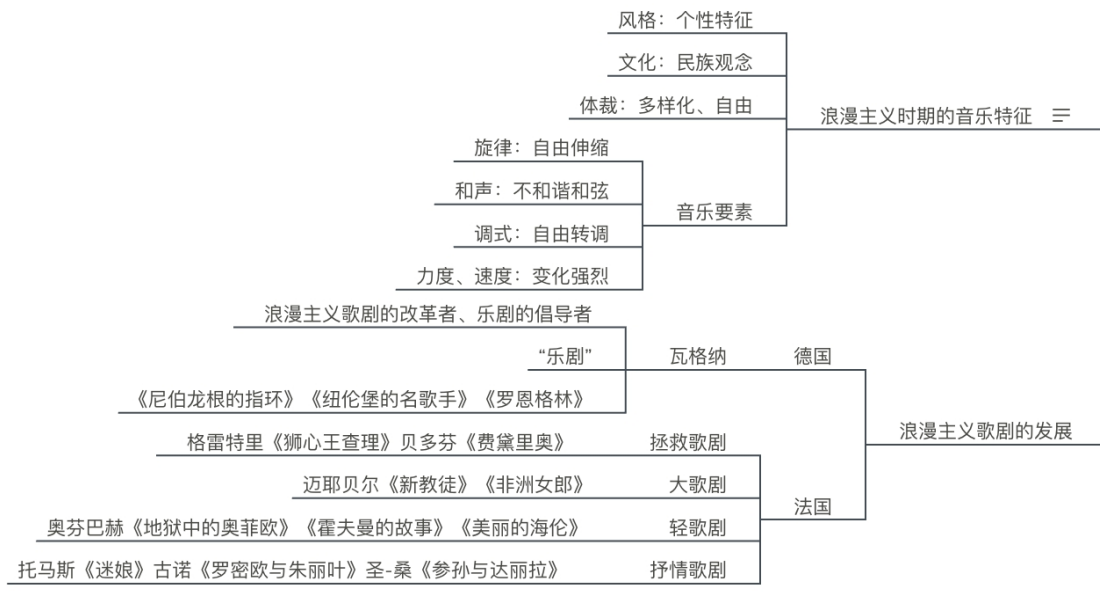 风格：个性特征
文化：民族观念
体裁：多样化、自由
浪漫主义时期的音乐特征
旋律：自由伸缩
和声：不和谐和弦
音乐要素
调式：自由转调
力度、速度：变化强烈
浪漫主义歌剧的改革者、乐剧的倡导者
“乐剧”
瓦格纳
德国
《尼伯龙根的指环》《纽伦堡的名歌手》《罗恩格林》
浪漫主义歌剧的发展
格雷特里《狮心王查理》贝多芬《费黛里奥》
拯救歌剧
迈耶贝尔《新教徒》《非洲女郎》
大歌剧
法国
奥芬巴赫《地狱中的奥菲欧》《霍夫曼的故事》《美丽的海伦》
轻歌剧
托马斯《迷娘》古诺《罗密欧与朱丽叶》圣-桑《参孙与达丽拉》
抒情歌剧